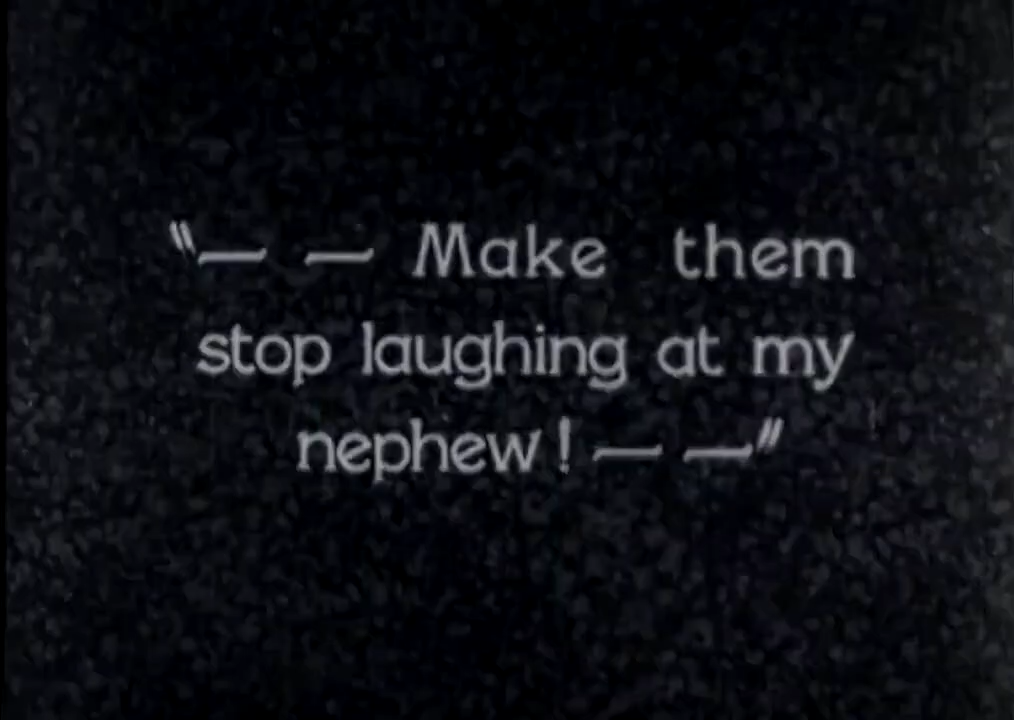 "— — Make them
stop laughing at my
nephew! — —"